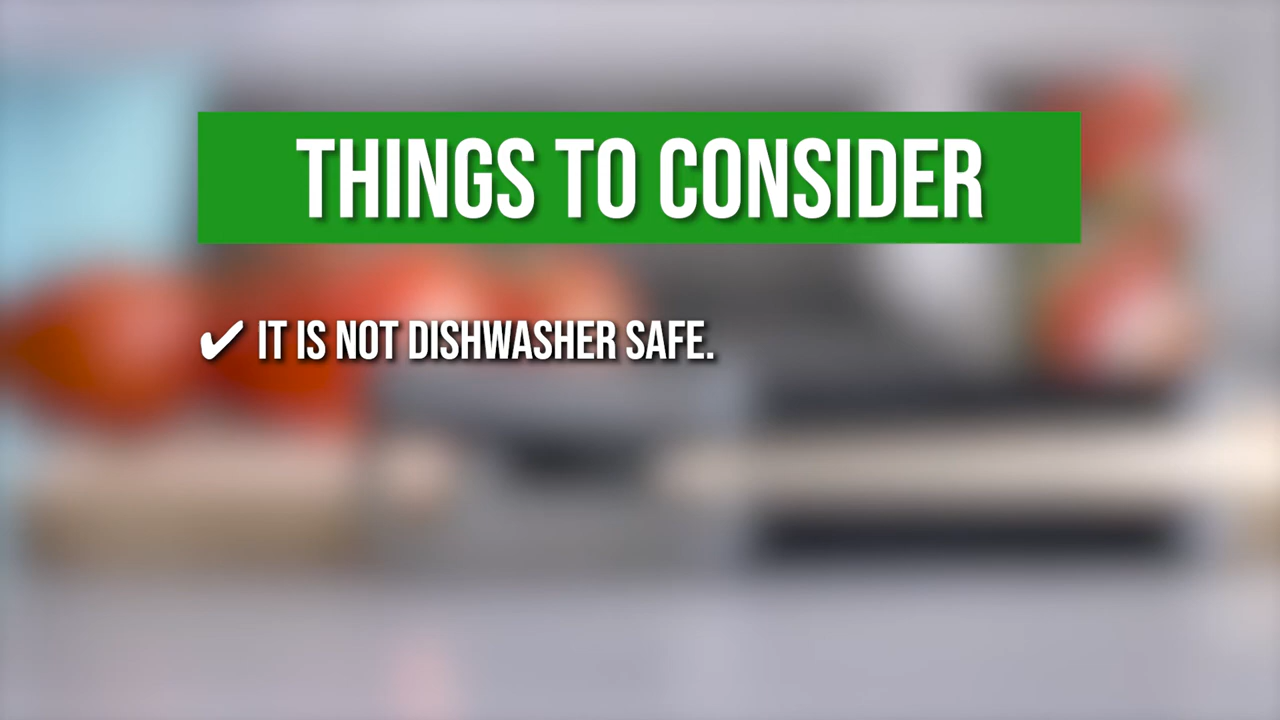 THINGS TO CONSIDER
✔ IT IS NOT DISHWASHER SAFE.